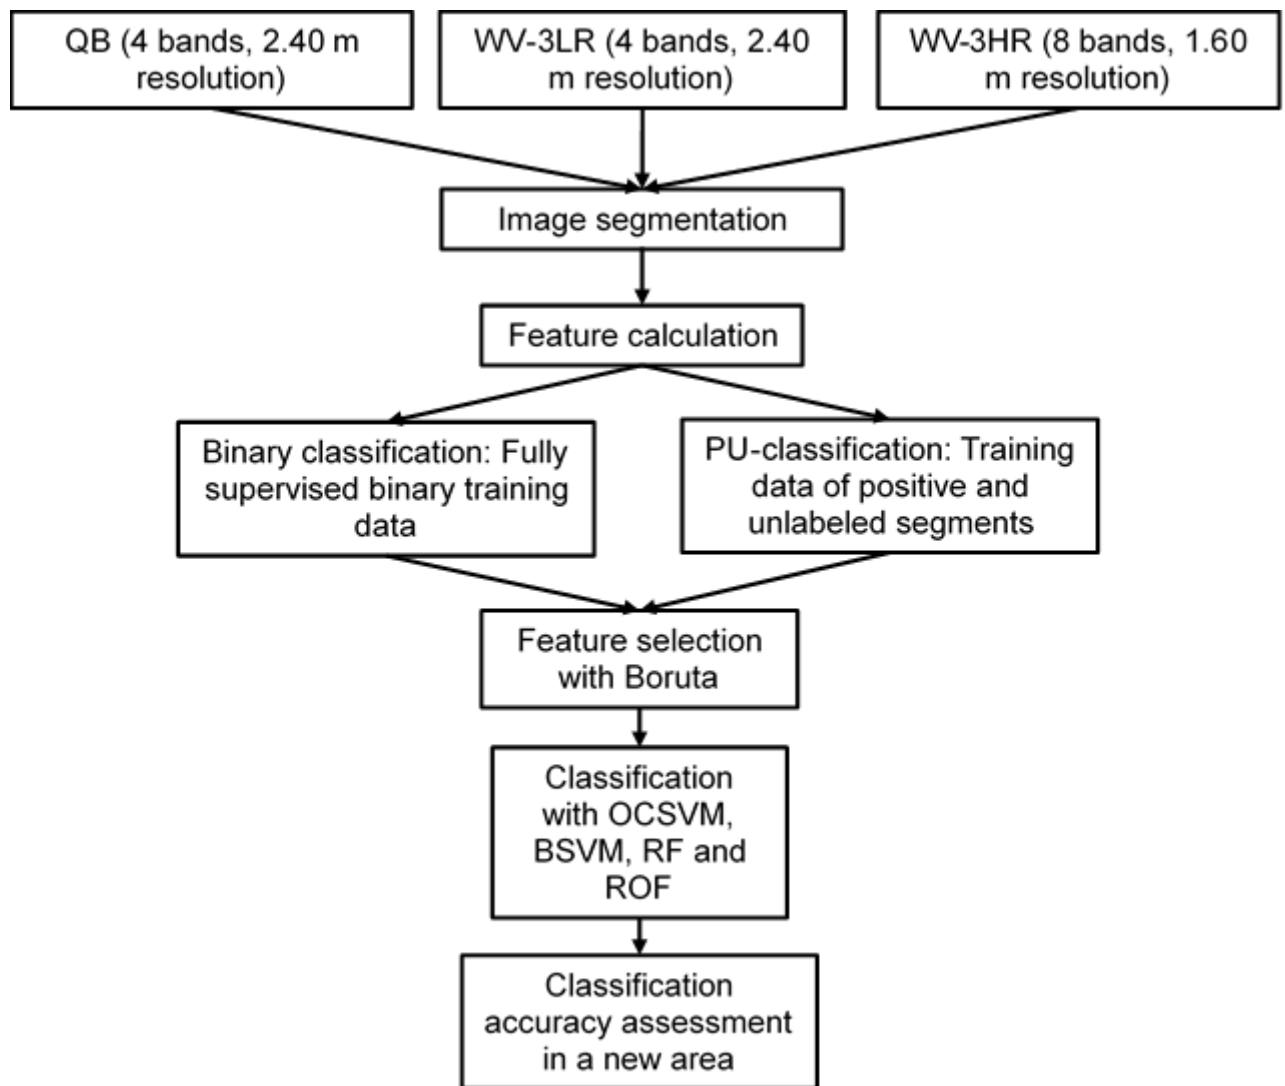 QB (4 bands, 2.40 m
resolution)
WV-3LR (4 bands, 2.40
m resolution)
WV-3HR (8 bands, 1.60
m resolution)
Image segmentation
Feature calculation
Binary classification: Fully
supervised binary training
data
PU-classification: Training
data of positive and
unlabeled segments
Feature selection
with Boruta
Classification
with OCSVM,
BSVM, RF and
ROF
Classification
accuracy assessment
in a new area